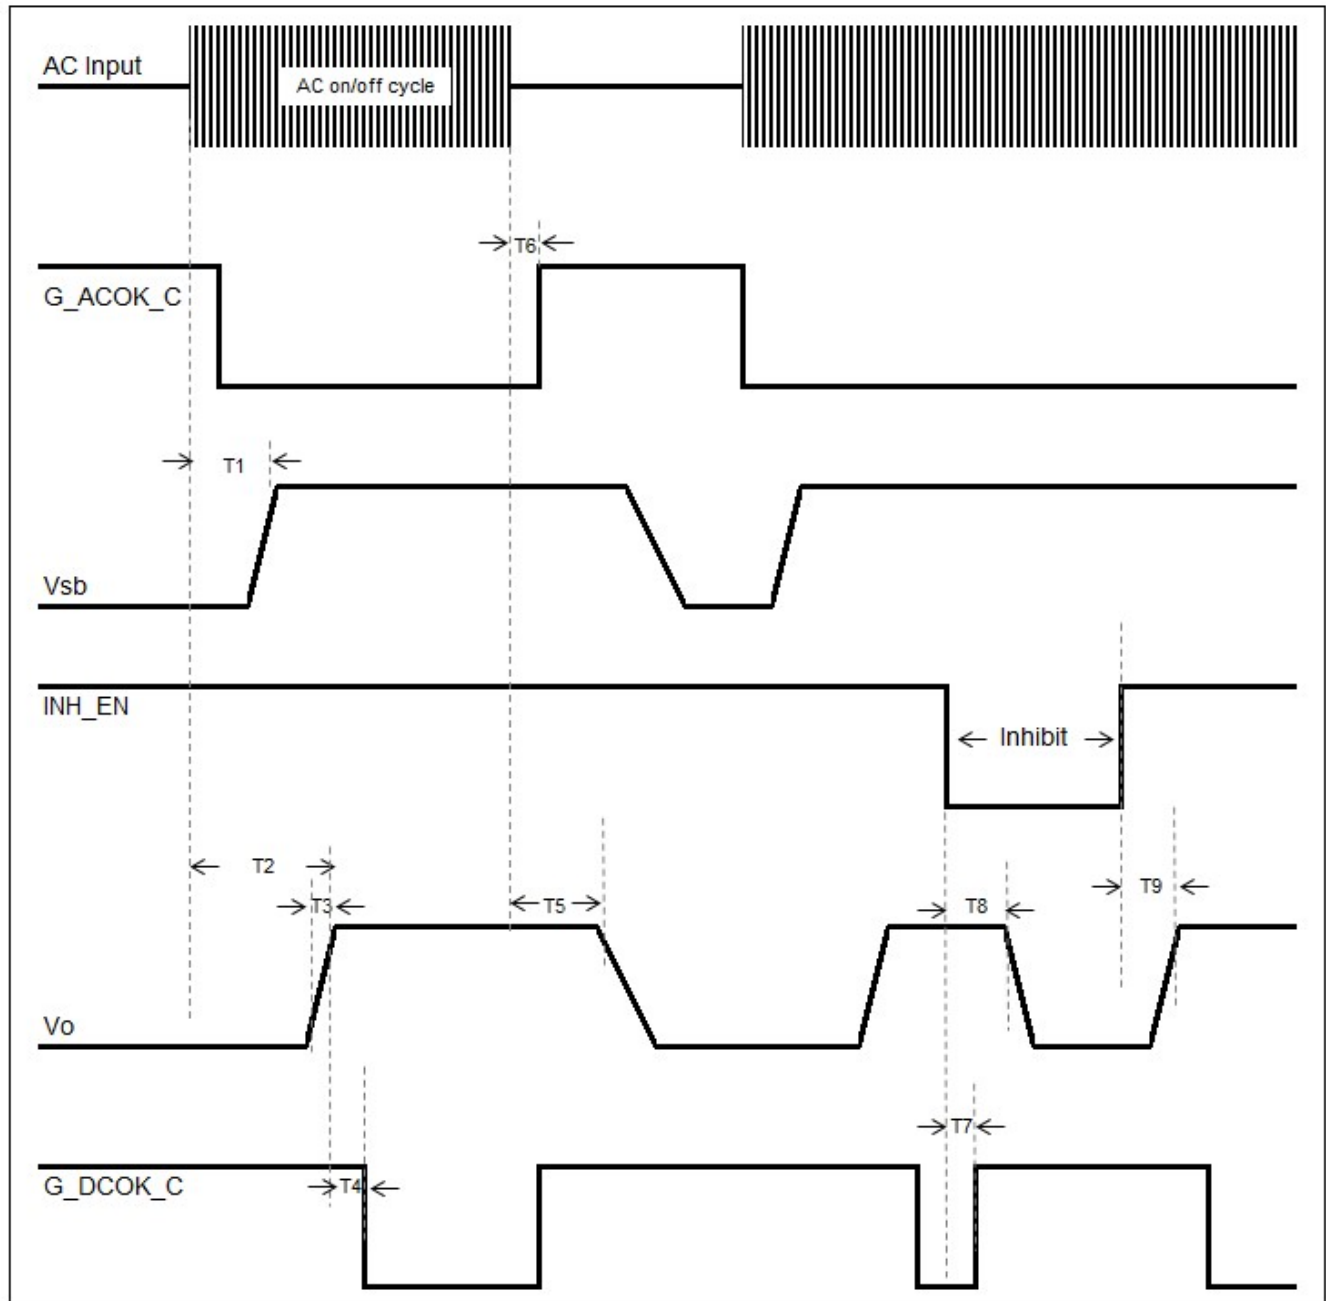 AC Input
AC on/off cycle
T6
G_ACOK_C
T1
Vsb
INH_EN
Inhibit
T2
T3
T5
T8
T9
Vo
T7
G_DCOK_C
T4